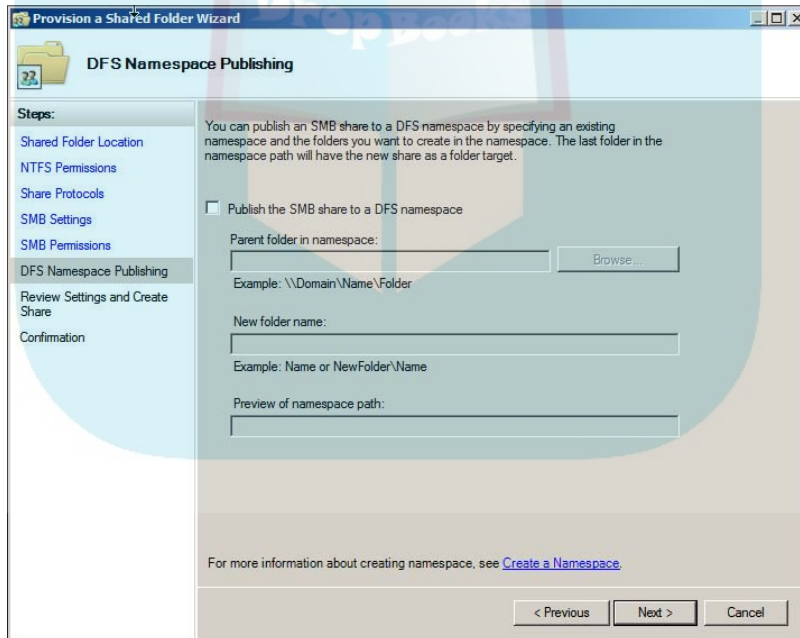 Provision a Shared Folder Wizard
DropBooks
DFS Namespace Publishing
Steps:
Shared Folder Location
NTFS Permissions
Share Protocols
SMB Settings
SMB Permissions
DFS Namespace Publishing
Review Settings and Create
Share
Confirmation
You can publish an SMB share to a DFS namespace by specifying an existing
namespace and the folders you want to create in the namespace. The last folder in the
namespace path will have the new share as a folder target.
Publish the SMB share to a DFS namespace
Parent folder in namespace:
Browse...
Example: \\Domain\Name\Folder
New folder name:
Example: Name or NewFolder\Name
Preview of namespace path:
For more information about creating namespace, see Create a Namespace.
< Previous
Next >
Cancel